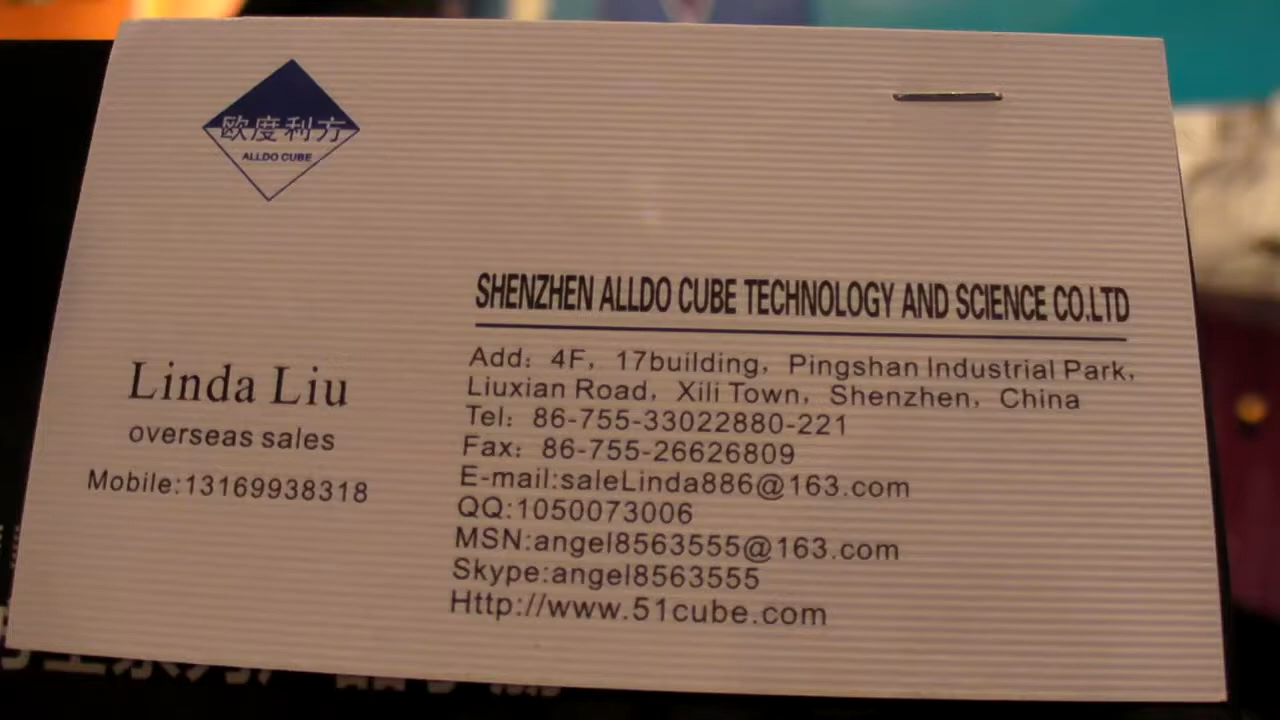 欧度利方
ALLDO CUBE
SHENZHEN ALLDO CUBE TECHNOLOGY AND SCIENCE CO.LTD
Linda Liu
overseas sales
Mobile:13169938318
Add: 4F, 17building, Pingshan Industrial Park,
Liuxian Road, Xili Town, Shenzhen, China
Tel: 86-755-33022880-221
Fax: 86-755-26626809
E-mail:saleLinda886@163.com
QQ:1050073006
MSN:angel8563555@163.com
Skype:angel8563555
Http://www.51cube.com